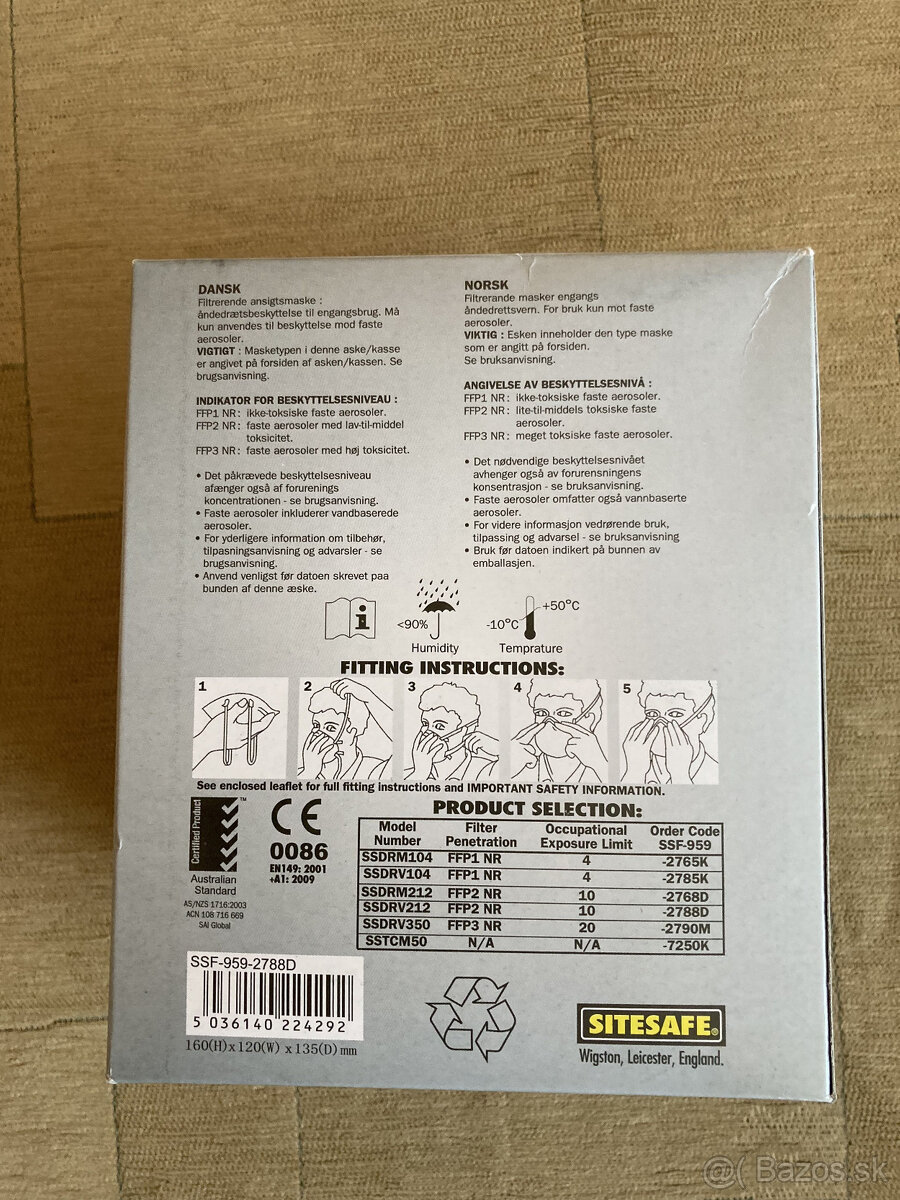 DANSK
Filtrerende ansigtsmaske :
åndedrætsbeskyttelse til engangsbrug. Må
kun anvendes til beskyttelse mod faste
aerosoler.
VIGTIGT : Masketypen i denne aske/kasse
er angivet på forsiden af asken/kassen. Se
brugsanvisning.
INDIKATOR FOR BESKYTTELSESNIVEAU :
FFP1 NR : ikke-toksiske faste aerosoler.
FFP2 NR : faste aerosoler med lav-til-middel
toksicitet.
FFP3 NR : faste aerosoler med høj toksicitet.
• Det påkrævede beskyttelsesniveau
afænger også af forurenings
koncentrationen - se brugsanvisning.
• Faste aerosoler inkluderer vandbaserede
aerosoler.
• For yderligere information om tilbehør,
tilpasningsanvisning og advarsler - se
brugsanvisning.
• Anvend venligst før datoen skrevet paa
bunden af denne æske.
NORSK
Filtrerande masker engangs
åndedrettsvern. For bruk kun mot faste
aerosoler.
VIKTIG : Esken inneholder den type maske
som er angitt på forsiden.
Se bruksanvisning.
ANGIVELSE AV BESKYTTELSESNIVÅ :
FFP1 NR : ikke-toksiske faste aerosoler.
FFP2 NR : lite-til-middels toksiske faste
aerosoler.
FFP3 NR : meget toksiske faste aerosoler.
• Det nødvendige beskyttelsesnivået
avhenger også av forurensningens
konsentrasjon - se bruksanvisning.
• Faste aerosoler omfatter også vannbaserte
aerosoler.
• For videre informasjon vedrørende bruk,
tilpassing og advarsel - se bruksanvisning
• Bruk før datoen indikert på bunnen av
emballasjen.
i <90% -10°C +50°C
Humidity Temprature
FITTING INSTRUCTIONS:
1 2 3 4 5
See enclosed leaflet for full fitting instructions and IMPORTANT SAFETY INFORMATION.
Certified Product ™
Australian
Standard
AS/NZS 1716:2003
ACN 108 716 669
SAI Global
CE
0086
EN149: 2001
+A1: 2009
PRODUCT SELECTION:
Model Number Filter Penetration Occupational Exposure Limit Order Code SSF-959
SSDRM104 FFP1 NR 4 -2765K
SSDRV104 FFP1 NR 4 -2785K
SSDRM212 FFP2 NR 10 -2768D
SSDRV212 FFP2 NR 10 -2788D
SSDRV350 FFP3 NR 20 -2790M
SSTCM50 N/A N/A -7250K
SSF-959-2788D
5 036140 224292
160(H)x120(W) x135(D)mm
SITESAFE®
Wigston, Leicester, England.
@( Bazos.sk